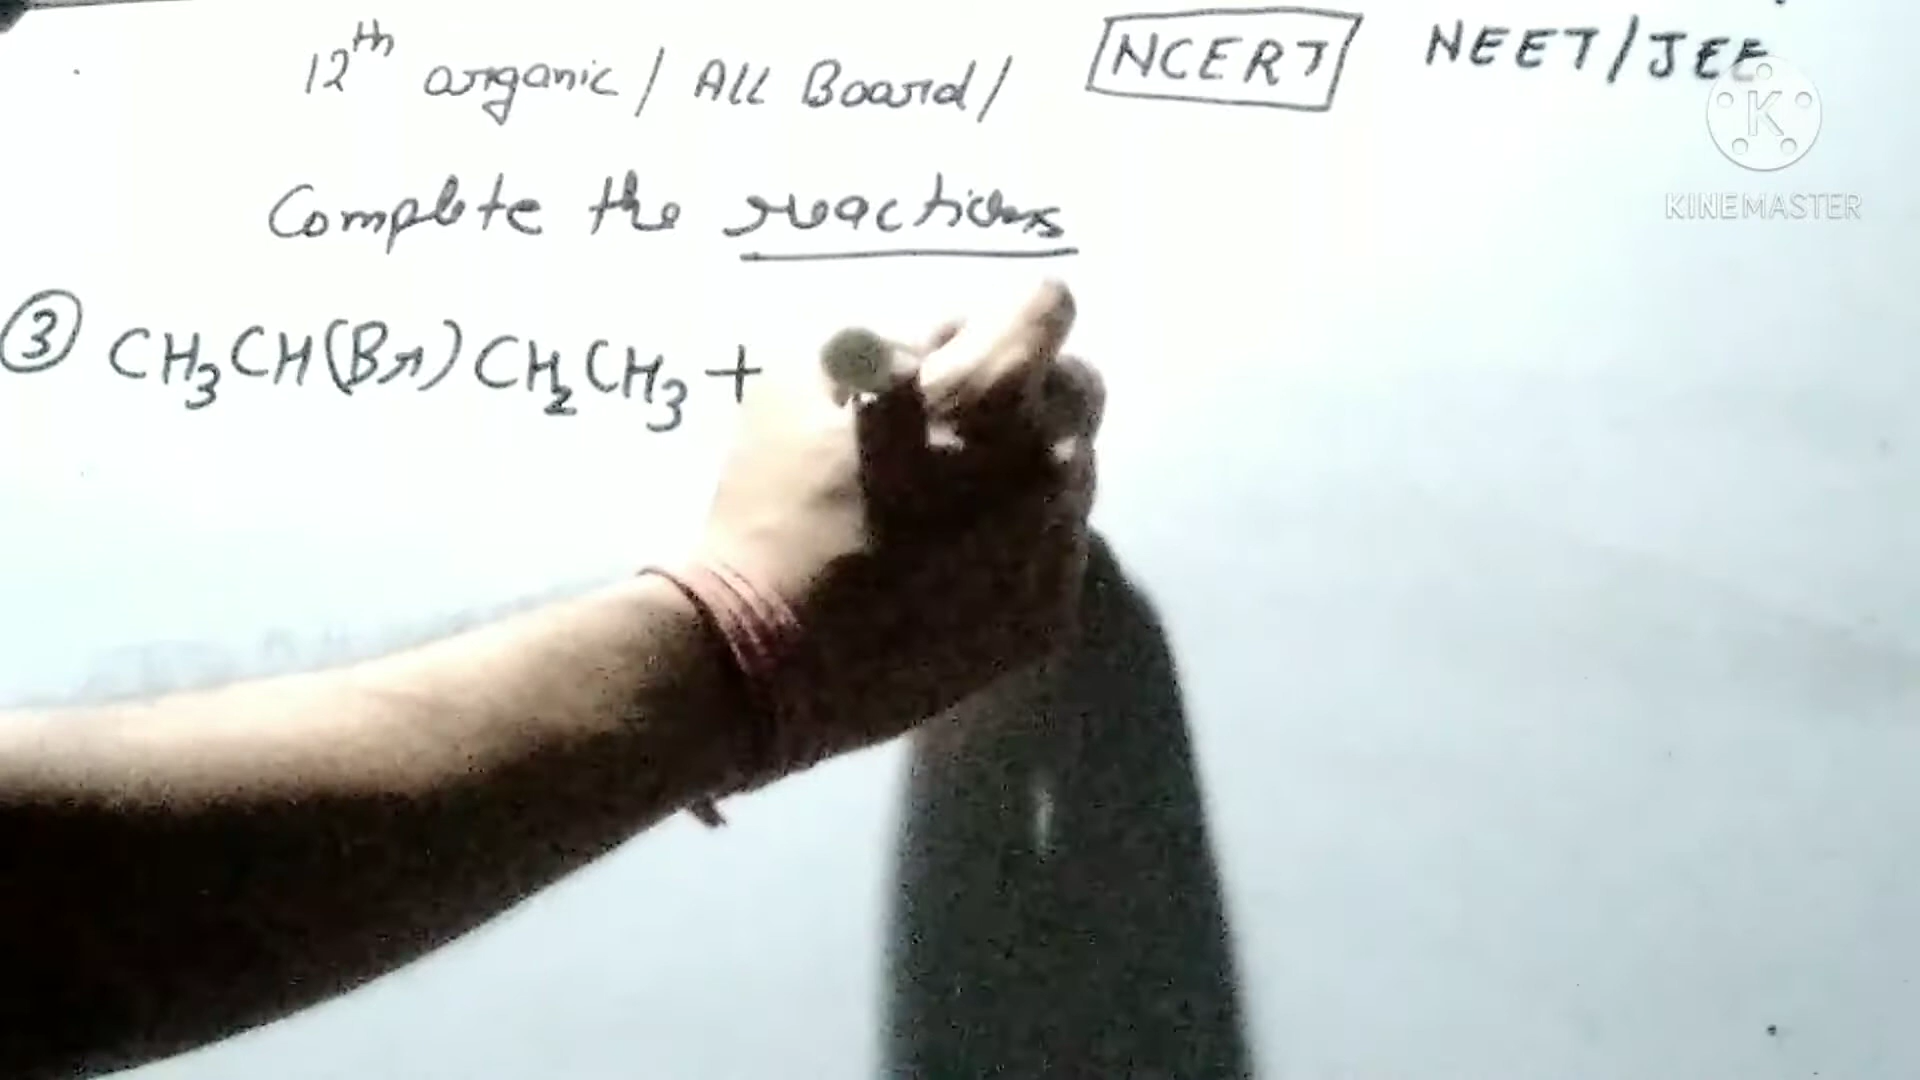 12th organic / All Board / NCERT NEET/JEE
K
KINEMASTER
Complete the reactions
③ CH₃CH(Br)CH₂CH₃ +